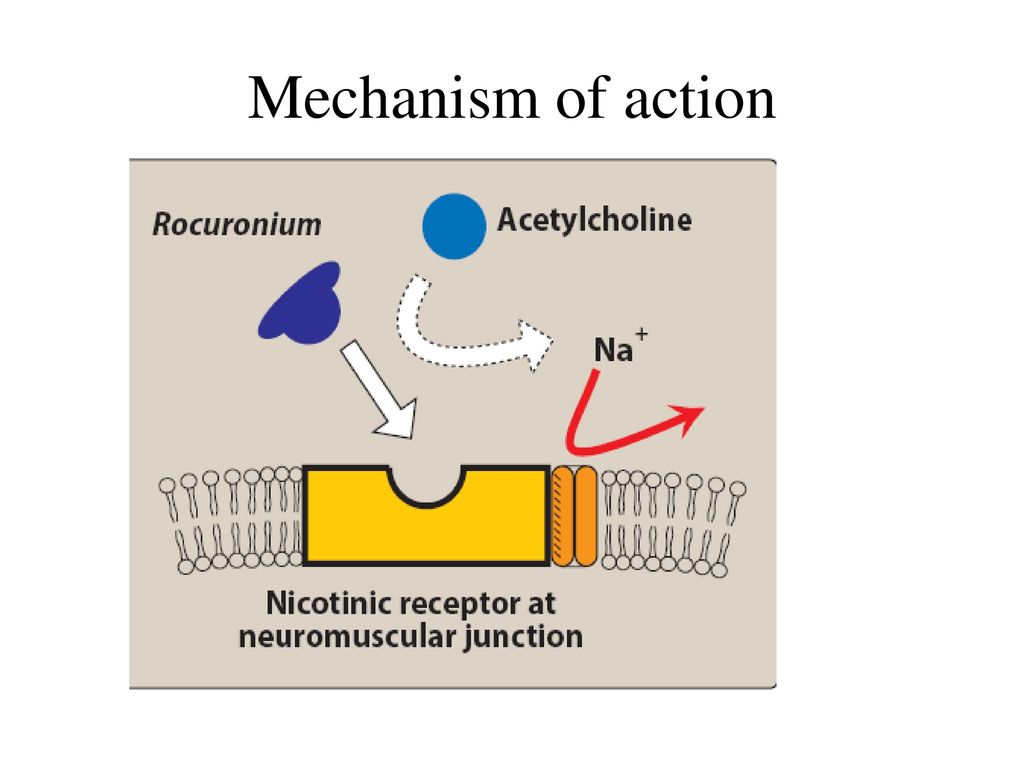 Mechanism of action
Rocuronium
Acetylcholine
Na⁺
Nicotinic receptor at
neuromuscular junction